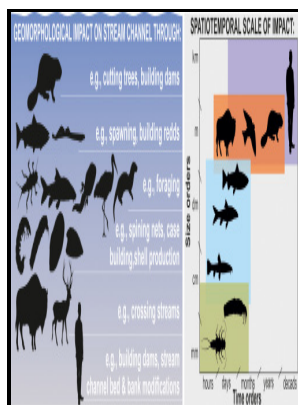 GEOMORPHOLOGICAL IMPACT ON STREAM CHANNEL THROUGH:
e.g., cutting trees, building dams
e.g., spawning, building redds
e.g., foraging
e.g., spining nets, case
building,shell production
e.g., crossing streams
e.g., building dams, stream
channel bed & bank modifications
SPATIOTEMPORAL SCALE OF IMPACT:
Size orders
km
m
dm
cm
mm
hours days months years decads
Time orders